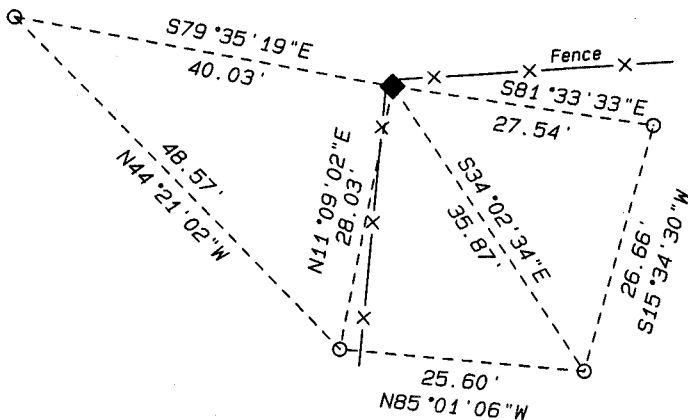 S79°35'19"E
40.03'
Fence
S81°33'33"E
27.54'
48.57'
N44°21'02"W
N11°09'02"E
28.03'
S34°02'34"E
35.87'
26.66'
S15°34'30"W
25.60'
N85°01'06"W